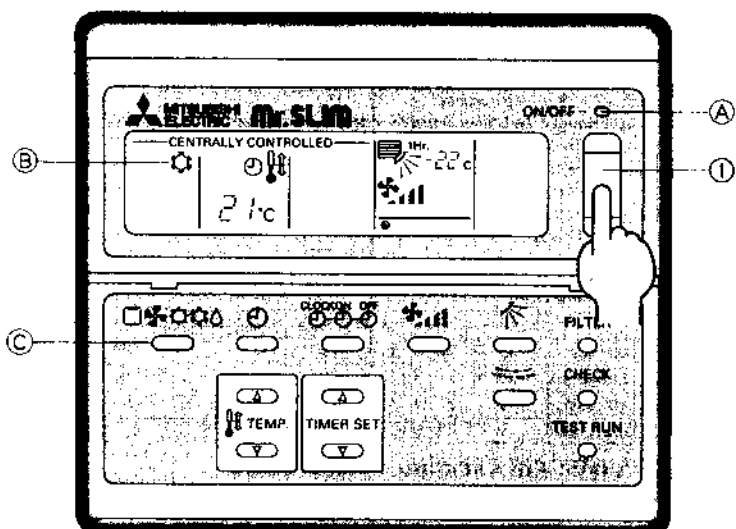 MITSUBISHI
ELECTRIC
Mr.SLIM
ON/OFF
Ⓐ
Ⓑ
CENTRALLY CONTROLLED
1Hr.
-22°C
21°C
①
CLOCK ON OFF
FILTER
Ⓒ
CHECK
TEMP.
TIMER SET
TEST RUN